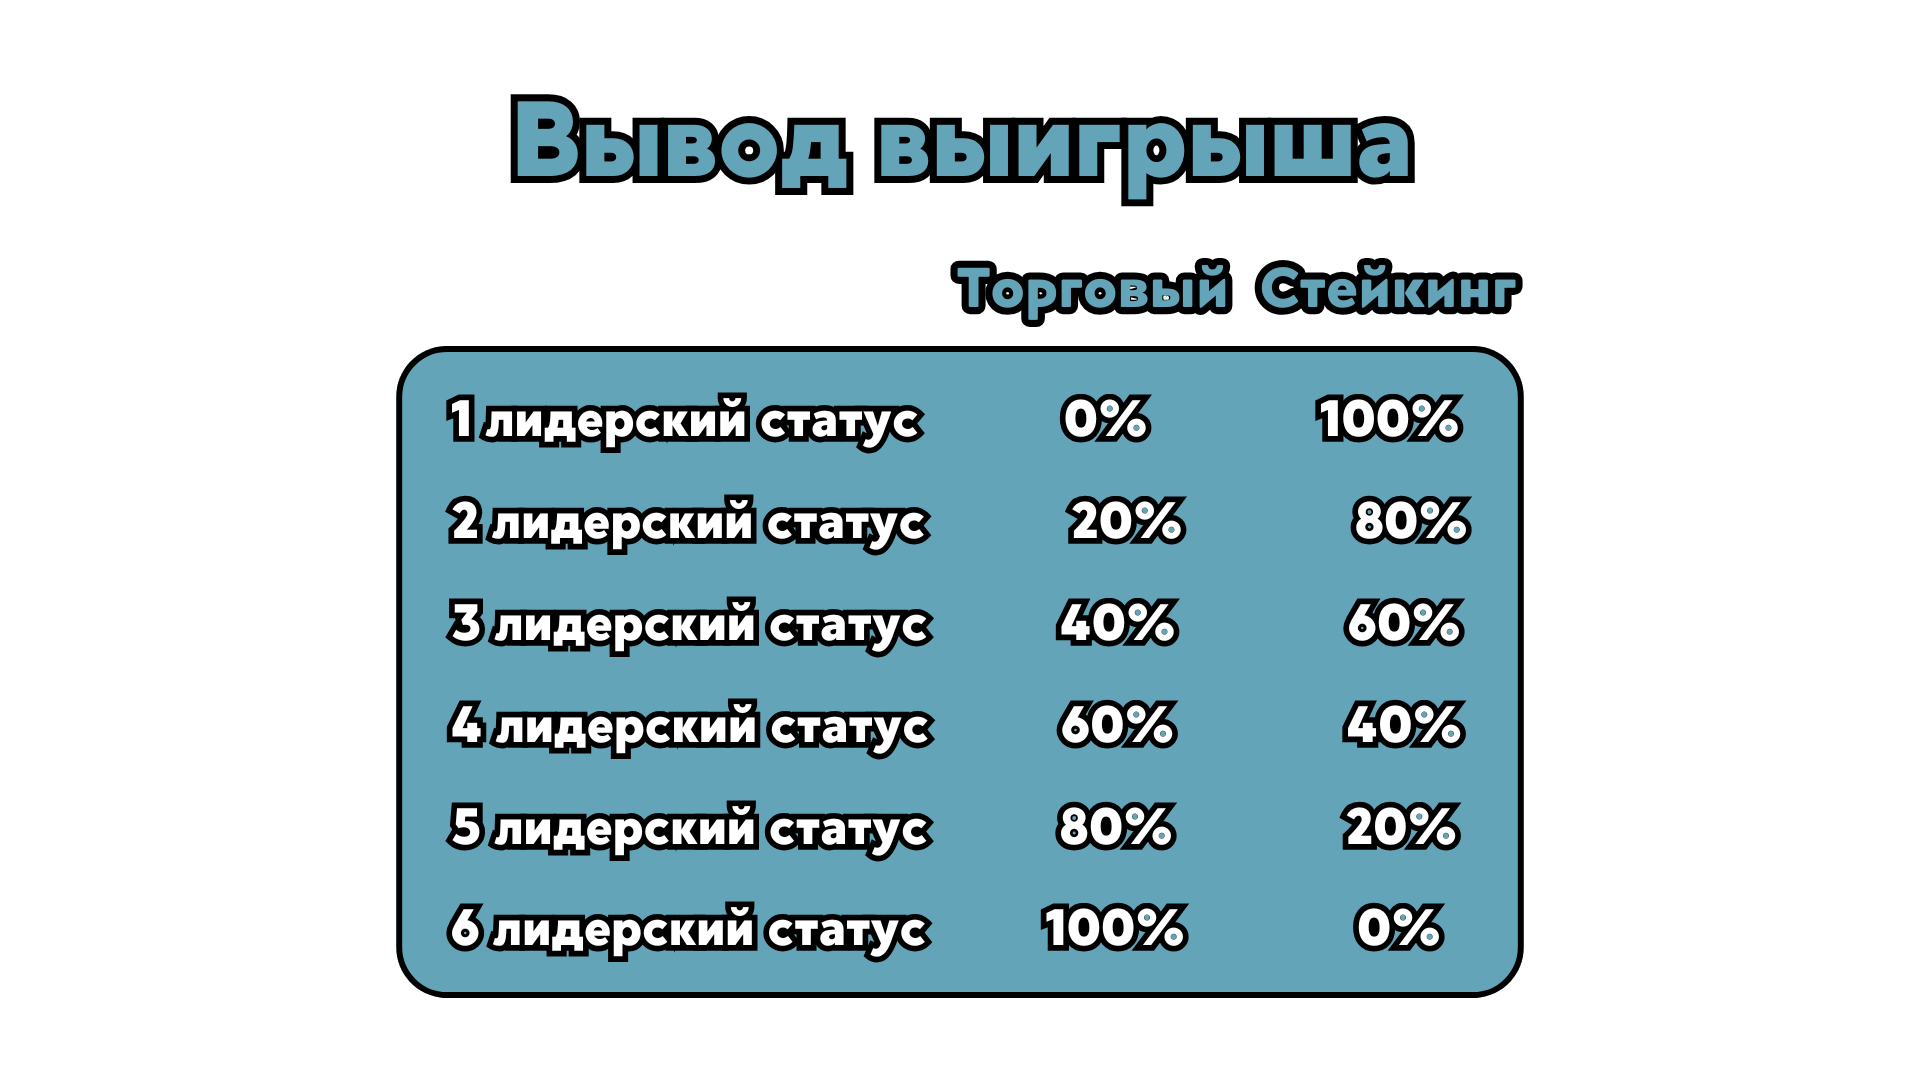 Вывод выигрыша
Торговый Стейкинг
1 лидерский статус 0% 100%
2 лидерский статус 20% 80%
3 лидерский статус 40% 60%
4 лидерский статус 60% 40%
5 лидерский статус 80% 20%
6 лидерский статус 100% 0%